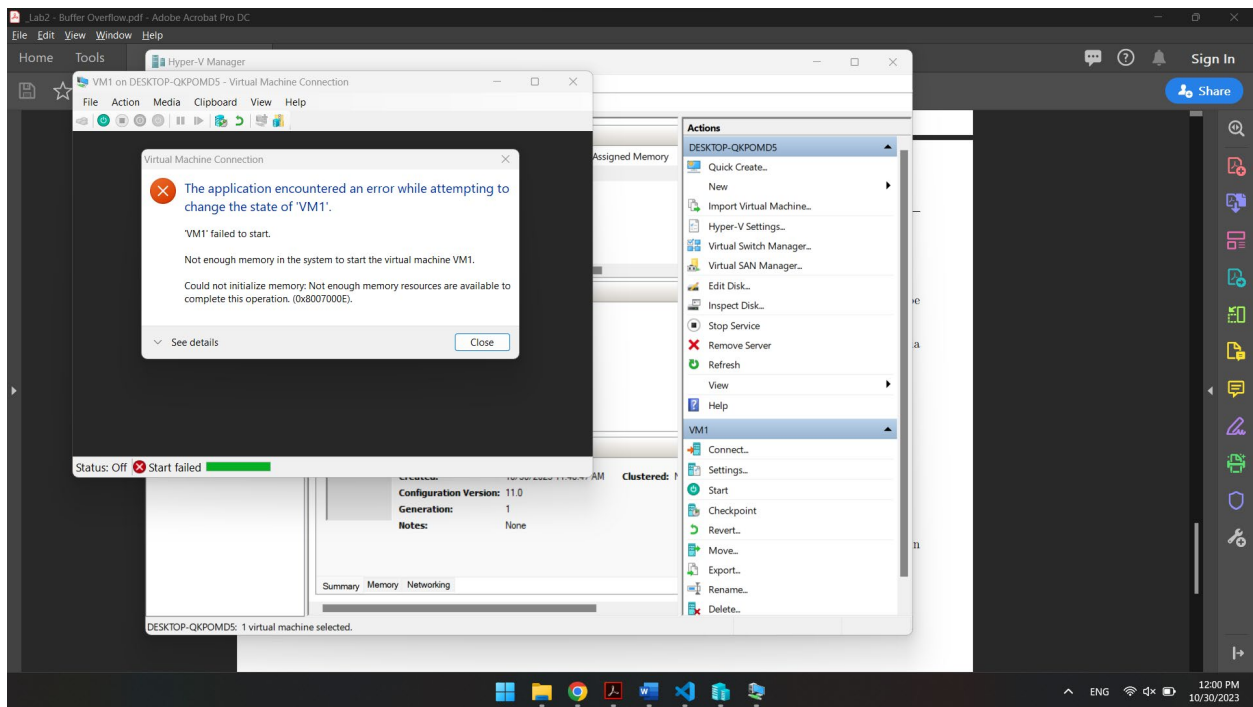 _Lab2 - Buffer Overflow.pdf - Adobe Acrobat Pro DC
File Edit View Window Help
Home Tools
Sign In
Share
Hyper-V Manager
VM1 on DESKTOP-QKPOMD5 - Virtual Machine Connection
File Action Media Clipboard View Help
Virtual Machine Connection
The application encountered an error while attempting to
change the state of 'VM1'.
'VM1' failed to start.
Not enough memory in the system to start the virtual machine VM1.
Could not initialize memory: Not enough memory resources are available to
complete this operation. (0x8007000E).
See details
Close
Status: Off Start failed
Assigned Memory
Clustered:
Configuration Version: 11.0
Generation: 1
Notes: None
Summary Memory Networking
DESKTOP-QKPOMD5: 1 virtual machine selected.
Actions
DESKTOP-QKPOMD5
Quick Create...
New
Import Virtual Machine...
Hyper-V Settings...
Virtual Switch Manager...
Virtual SAN Manager...
Edit Disk...
Inspect Disk...
Stop Service
Remove Server
Refresh
View
Help
VM1
Connect...
Settings...
Start
Checkpoint
Revert...
Move...
Export...
Rename...
Delete...
ENG
12:00 PM
10/30/2023